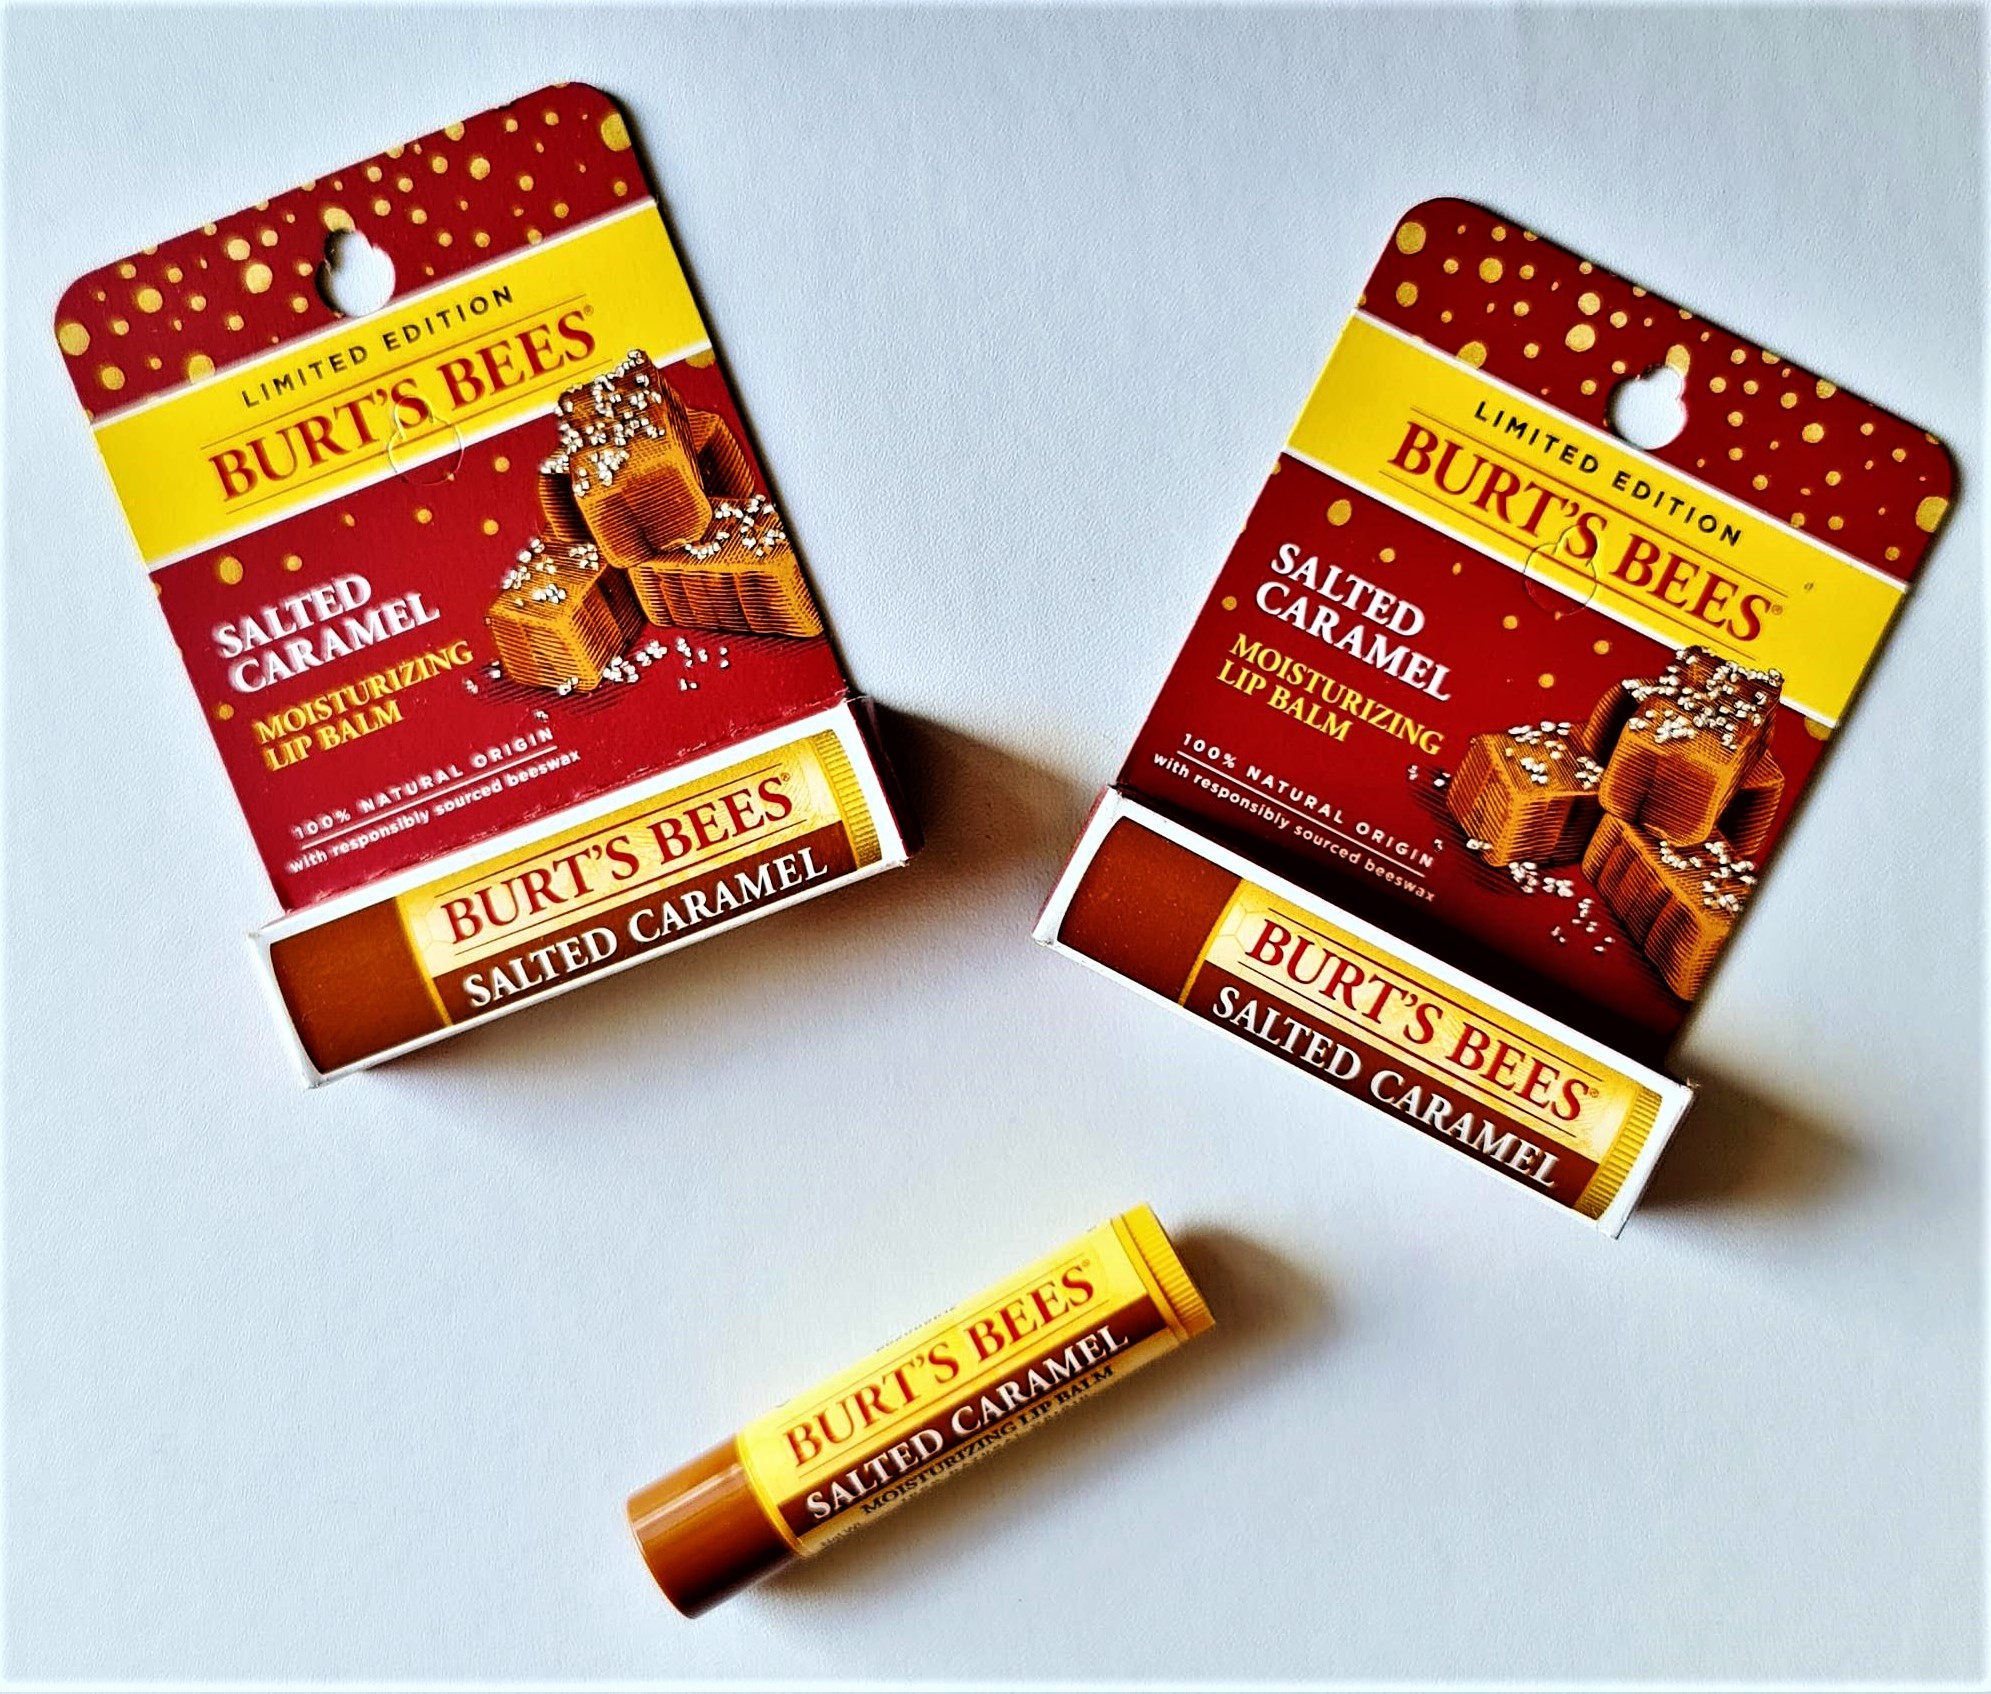 LIMITED EDITION
BURT'S BEES®
SALTED
CARAMEL
MOISTURIZING
LIP BALM
100% NATURAL ORIGIN
with responsibly sourced beeswax
BURT'S BEES®
SALTED CARAMEL
LIMITED EDITION
BURT'S BEES®
SALTED
CARAMEL
MOISTURIZING
LIP BALM
100% NATURAL ORIGIN
with responsibly sourced beeswax
BURT'S BEES®
SALTED CARAMEL
BURT'S BEES®
SALTED CARAMEL
MOISTURIZING LIP BALM